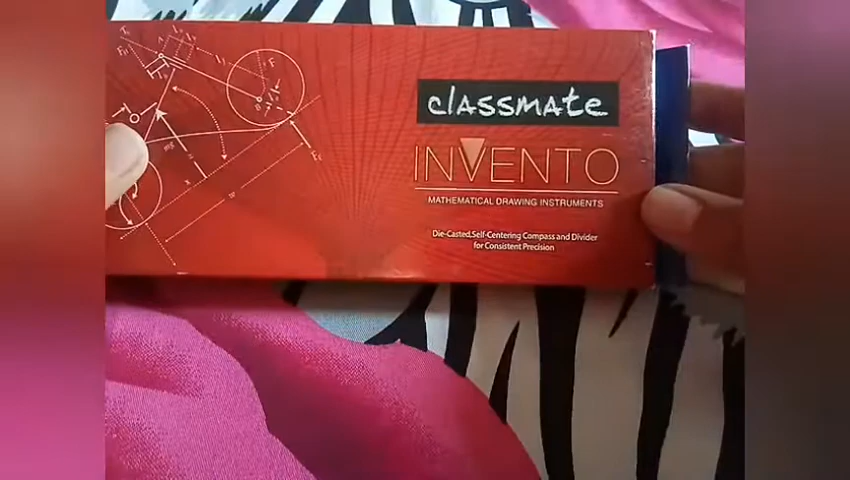 classmate
INVENTO
MATHEMATICAL DRAWING INSTRUMENTS
Die-Casted,Self-Centering Compass and Divider
for Consistent Precision